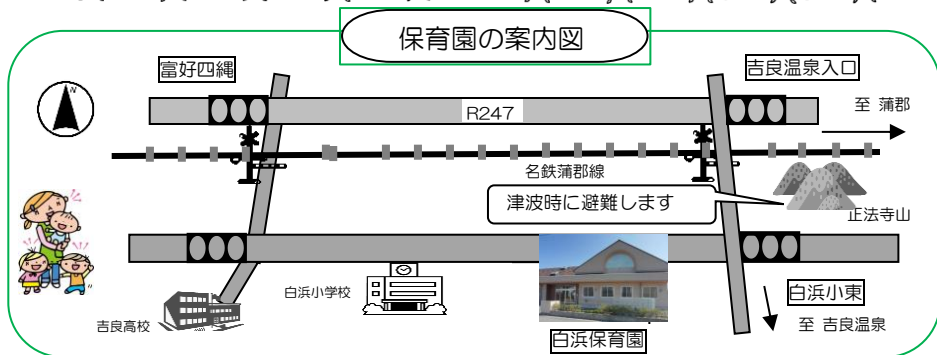 保育園の案内図
富好四縄
吉良温泉入口
N
R247
至 蒲郡
名鉄蒲郡線
津波時に避難します
正法寺山
白浜小学校
白浜小東
吉良高校
白浜保育園
至 吉良温泉